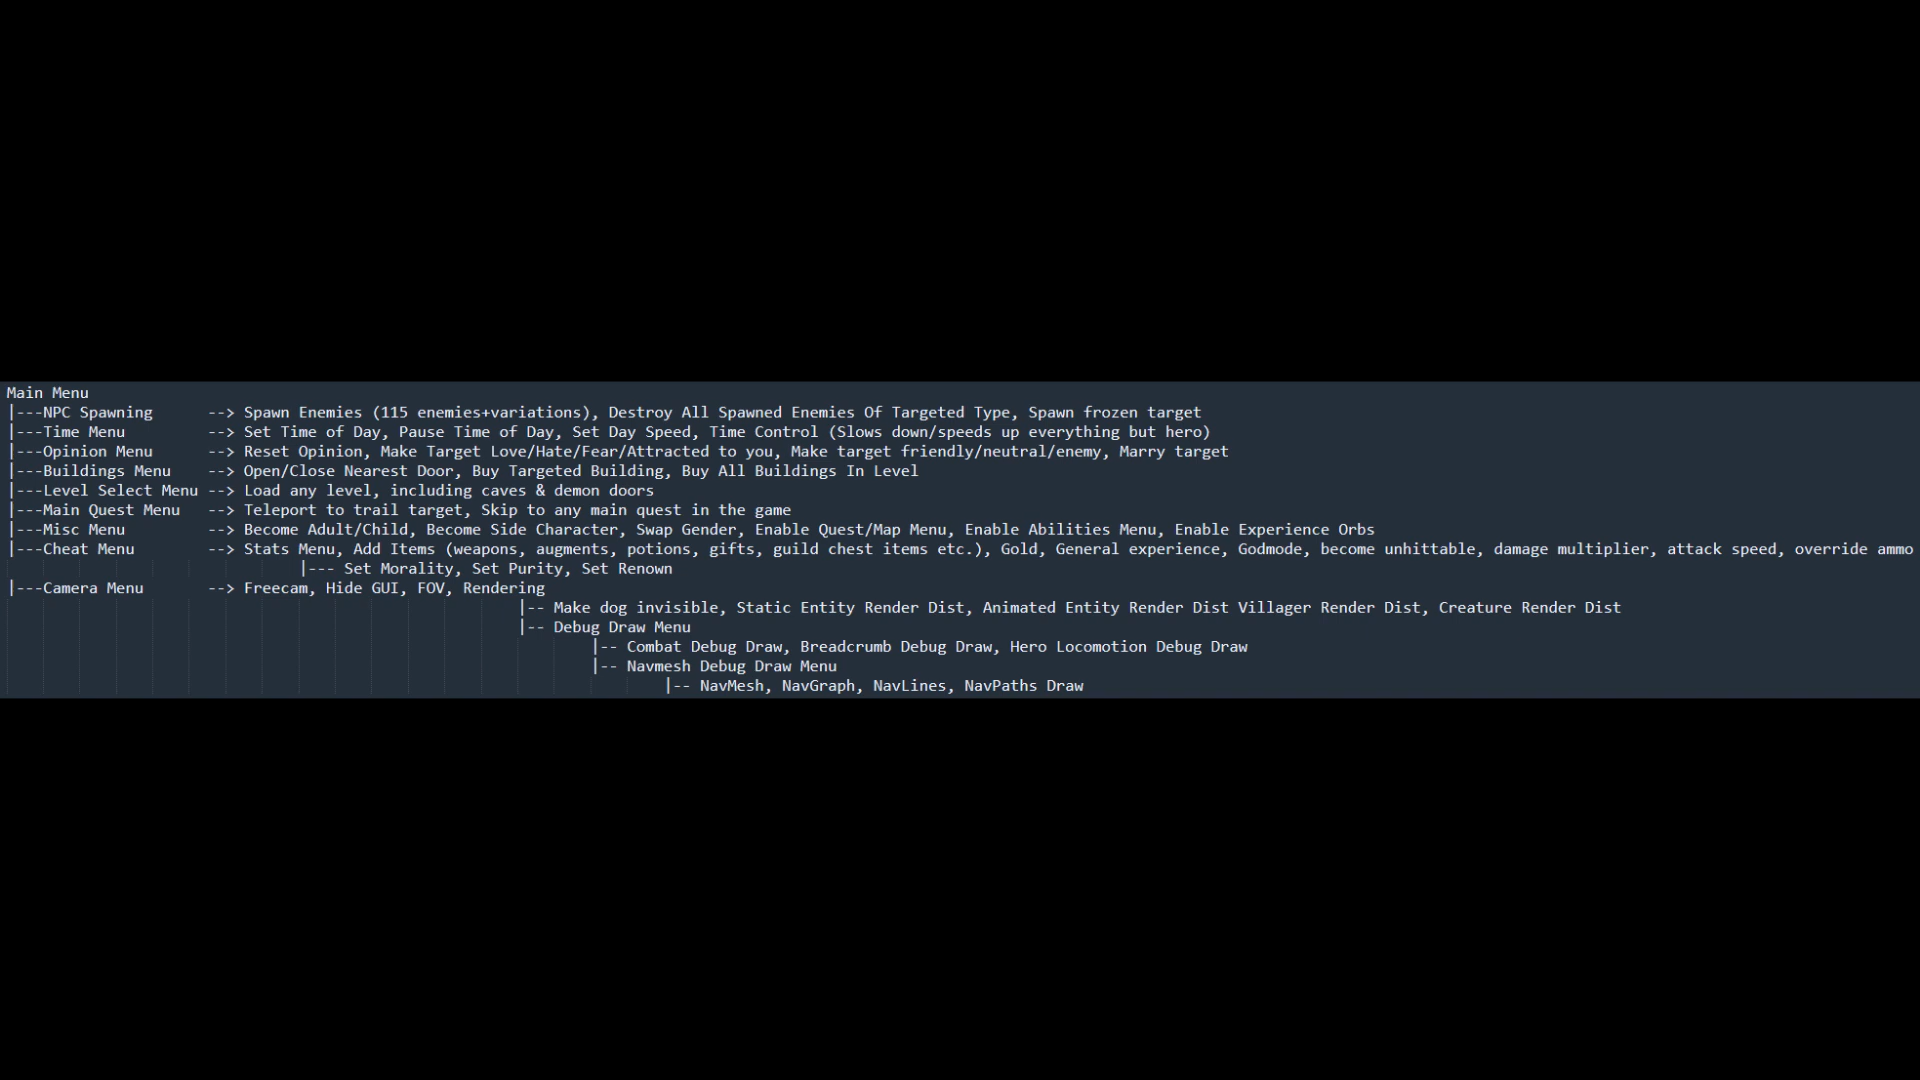 Main Menu
|---NPC Spawning --> Spawn Enemies (115 enemies+variations), Destroy All Spawned Enemies Of Targeted Type, Spawn frozen target
|---Time Menu --> Set Time of Day, Pause Time of Day, Set Day Speed, Time Control (Slows down/speeds up everything but hero)
|---Opinion Menu --> Reset Opinion, Make Target Love/Hate/Fear/Attracted to you, Make target friendly/neutral/enemy, Marry target
|---Buildings Menu --> Open/Close Nearest Door, Buy Targeted Building, Buy All Buildings In Level
|---Level Select Menu --> Load any level, including caves & demon doors
|---Main Quest Menu --> Teleport to trail target, Skip to any main quest in the game
|---Misc Menu --> Become Adult/Child, Become Side Character, Swap Gender, Enable Quest/Map Menu, Enable Abilities Menu, Enable Experience Orbs
|---Cheat Menu --> Stats Menu, Add Items (weapons, augments, potions, gifts, guild chest items etc.), Gold, General experience, Godmode, become unhittable, damage multiplier, attack speed, override ammo
|--- Set Morality, Set Purity, Set Renown
|---Camera Menu --> Freecam, Hide GUI, FOV, Rendering
|-- Make dog invisible, Static Entity Render Dist, Animated Entity Render Dist Villager Render Dist, Creature Render Dist
|-- Debug Draw Menu
|-- Combat Debug Draw, Breadcrumb Debug Draw, Hero Locomotion Debug Draw
|-- Navmesh Debug Draw Menu
|-- NavMesh, NavGraph, NavLines, NavPaths Draw